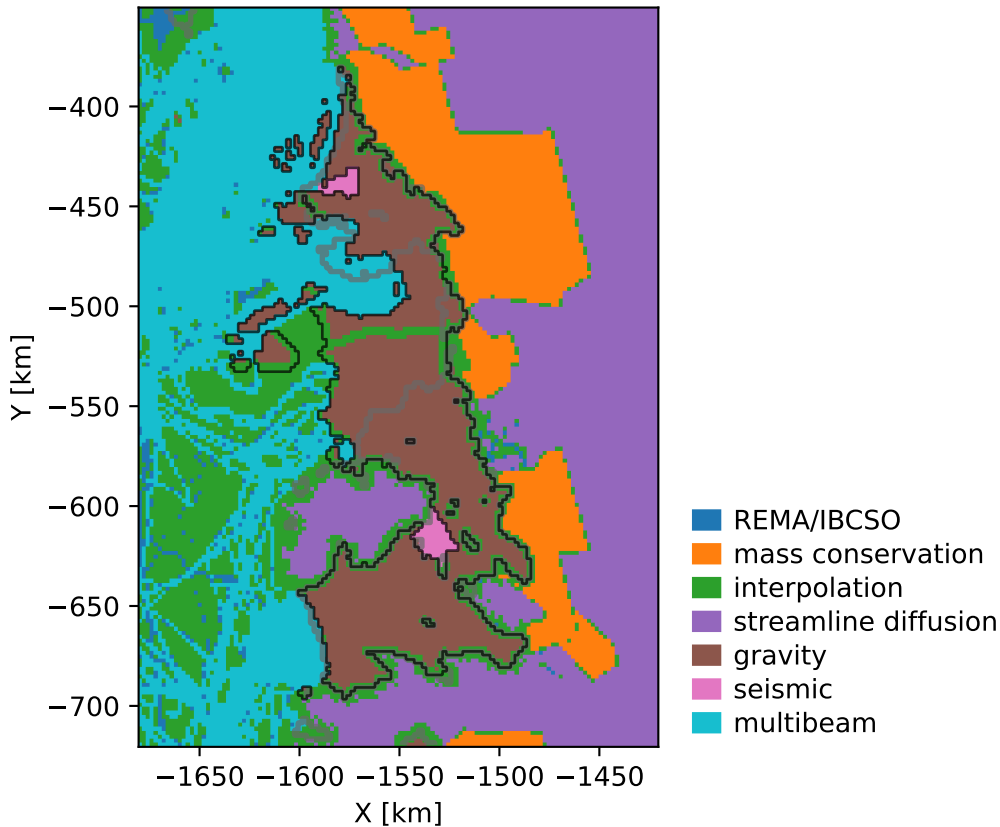 −400
−450
−500
−550
−600
−650
−700
Y [km]
−1650
−1600
−1550
−1500
−1450
X [km]
REMA/IBCSO
mass conservation
interpolation
streamline diffusion
gravity
seismic
multibeam